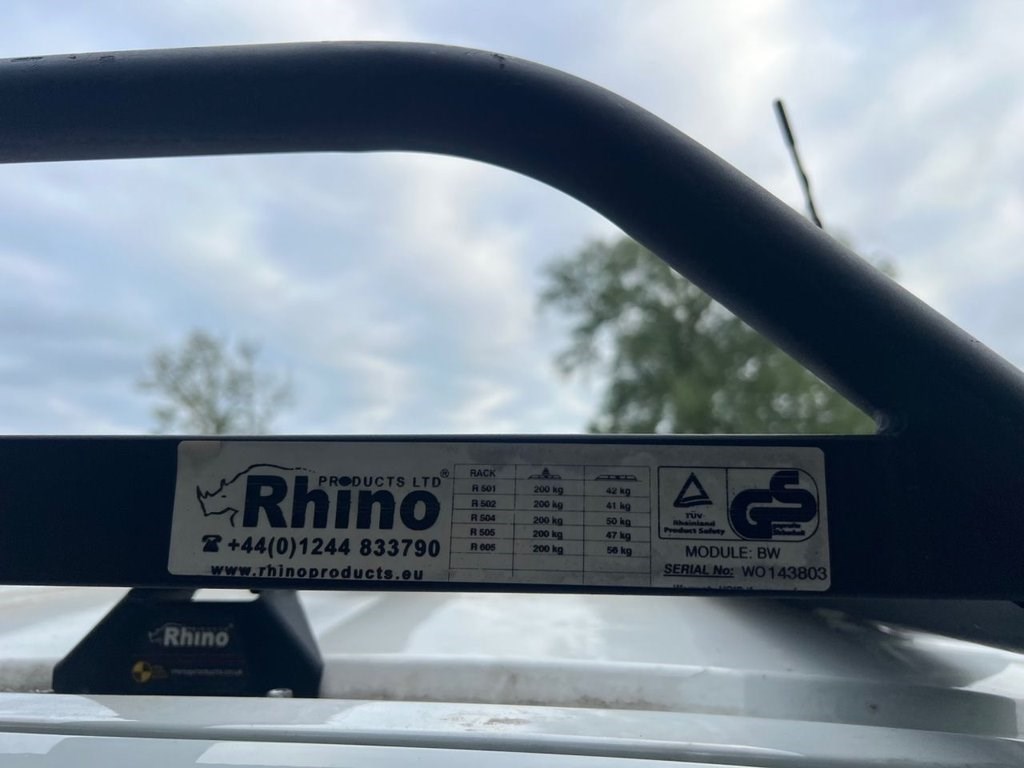 PRODUCTS LTD®
Rhino
+44(0)1244 833790
www.rhinoproducts.eu
RACK
R 501 200 kg 42 kg
R 502 200 kg 41 kg
R 504 200 kg 50 kg
R 505 200 kg 47 kg
R 605 200 kg 56 kg
TÜV
Rheinland
Product Safety
GS
geprüfte
Sicherheit
MODULE: BW
SERIAL No: WO143803
Rhino